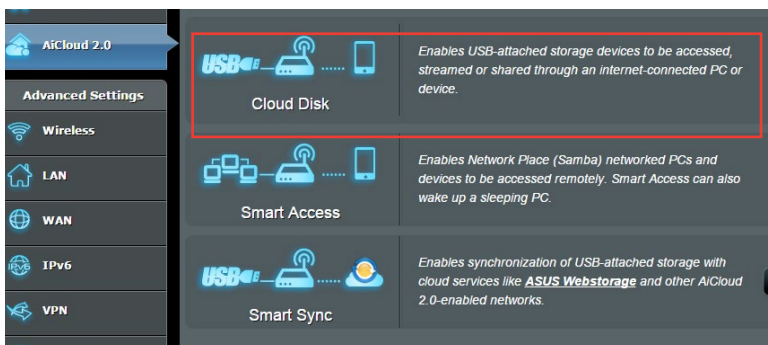 AiCloud 2.0
Advanced Settings
Wireless
LAN
WAN
IPv6
IPv6
VPN
USB
Cloud Disk
Enables USB-attached storage devices to be accessed,
streamed or shared through an internet-connected PC or
device.
Smart Access
Enables Network Place (Samba) networked PCs and
devices to be accessed remotely. Smart Access can also
wake up a sleeping PC.
USB
Smart Sync
Enables synchronization of USB-attached storage with
cloud services like ASUS Webstorage and other AiCloud
2.0-enabled networks.